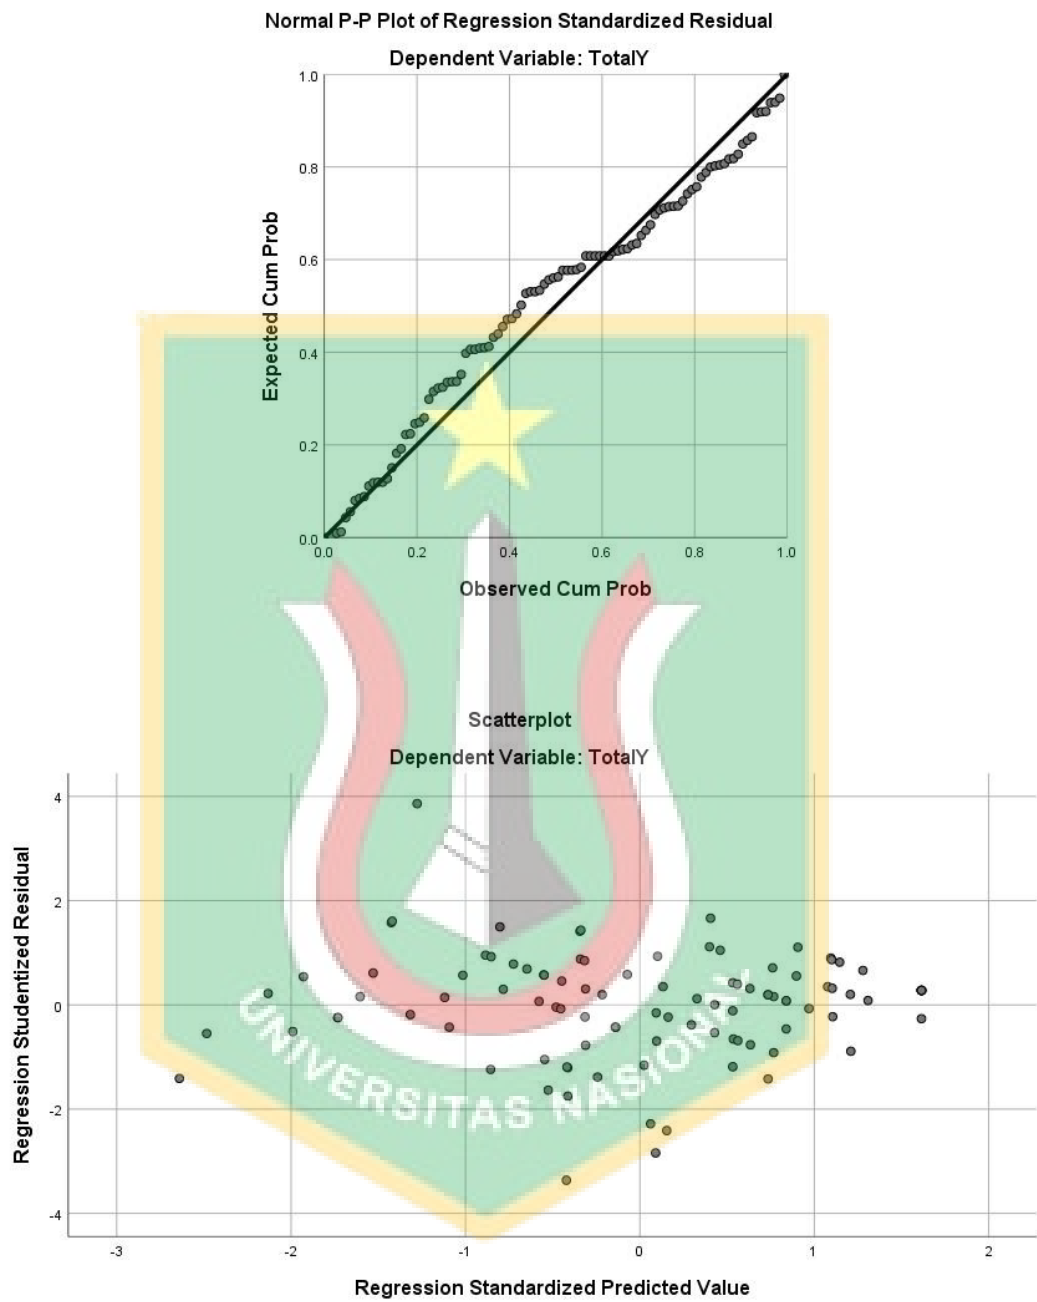 Normal P-P Plot of Regression Standardized Residual
Dependent Variable: TotalY
Expected Cum Prob
1.0
0.8
0.6
0.4
0.2
0.0
0.0 0.2 0.4 0.6 0.8 1.0
Observed Cum Prob
Scatterplot
Dependent Variable: TotalY
Regression Studentized Residual
4
2
0
-2
-4
-3 -2 -1 0 1 2
Regression Standardized Predicted Value
UNIVERSITAS NASIONAL